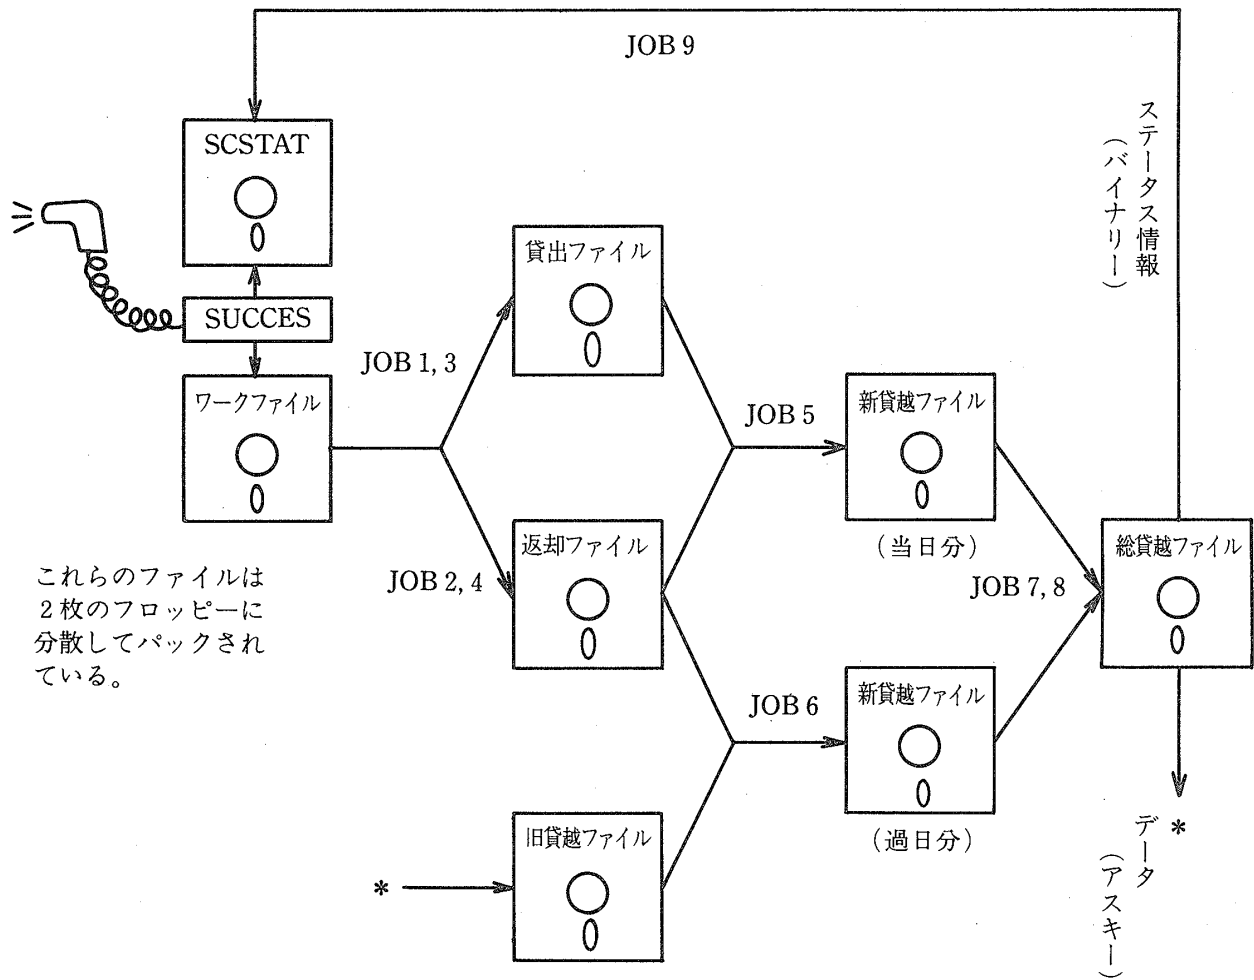 JOB 9
SCSTAT
SUCCES
ワークファイル
JOB 1, 3
JOB 2, 4
貸出ファイル
返却ファイル
旧貸越ファイル
*
JOB 5
JOB 6
新貸越ファイル
(当日分)
新貸越ファイル
(過日分)
JOB 7, 8
総貸越ファイル
ステータス情報
(バイナリー)
*
データ
(アスキー)
これらのファイルは
2枚のフロッピーに
分散してパックされ
ている。